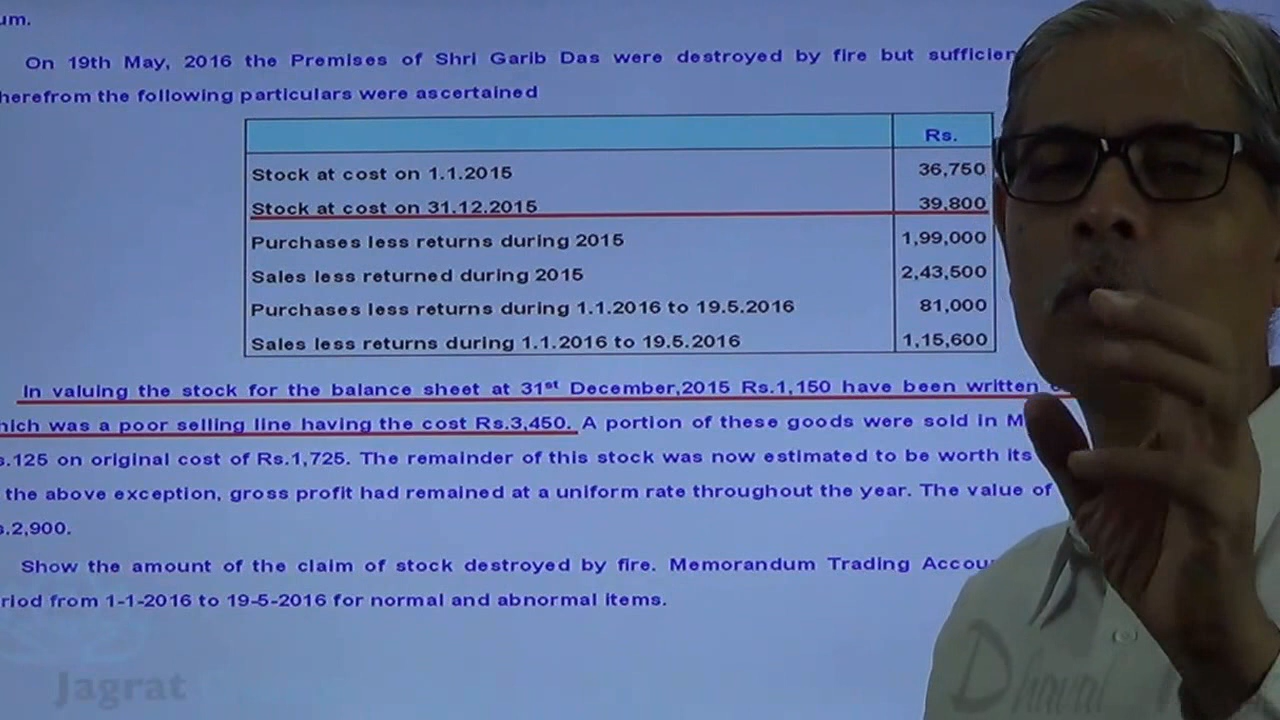 um.
On 19th May, 2016 the Premises of Shri Garib Das were destroyed by fire but sufficien
herefrom the following particulars were ascertained
Rs.
Stock at cost on 1.1.2015 36,750
Stock at cost on 31.12.2015 39,800
Purchases less returns during 2015 1,99,000
Sales less returned during 2015 2,43,500
Purchases less returns during 1.1.2016 to 19.5.2016 81,000
Sales less returns during 1.1.2016 to 19.5.2016 1,15,600
In valuing the stock for the balance sheet at 31st December,2015 Rs.1,150 have been written
hich was a poor selling line having the cost Rs.3,450. A portion of these goods were sold in M
s.125 on original cost of Rs.1,725. The remainder of this stock was now estimated to be worth its
the above exception, gross profit had remained at a uniform rate throughout the year. The value of
s.2,900.
Show the amount of the claim of stock destroyed by fire. Memorandum Trading Accou
riod from 1-1-2016 to 19-5-2016 for normal and abnormal items.
Jagrat
Dhaval